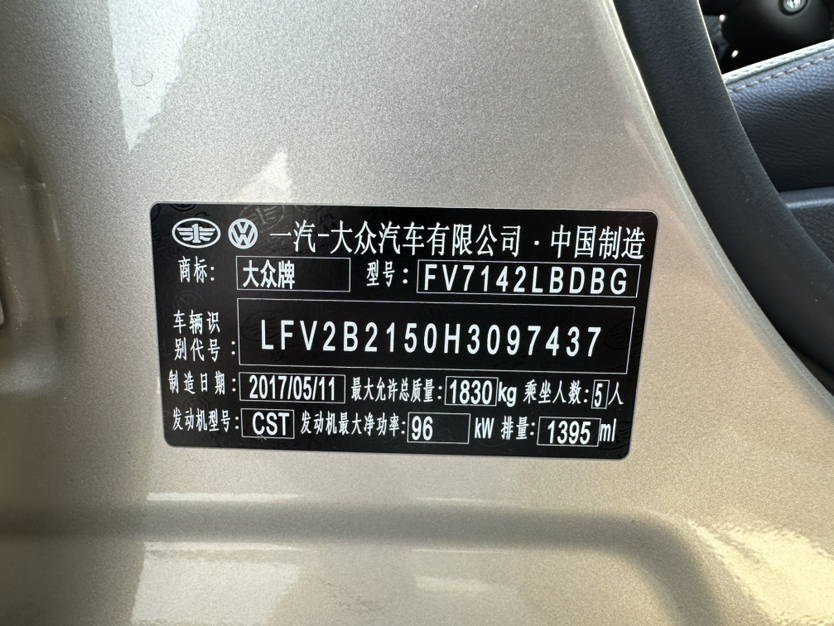 一汽-大众汽车有限公司·中国制造
商标: 大众牌 型号: FV7142LBDBG
车辆识别代号: LFV2B2150H3097437
制造日期: 2017/05/11 最大允许总质量: 1830 kg 乘坐人数: 5 人
发动机型号: CST 发动机最大净功率: 96 kW 排量: 1395 ml